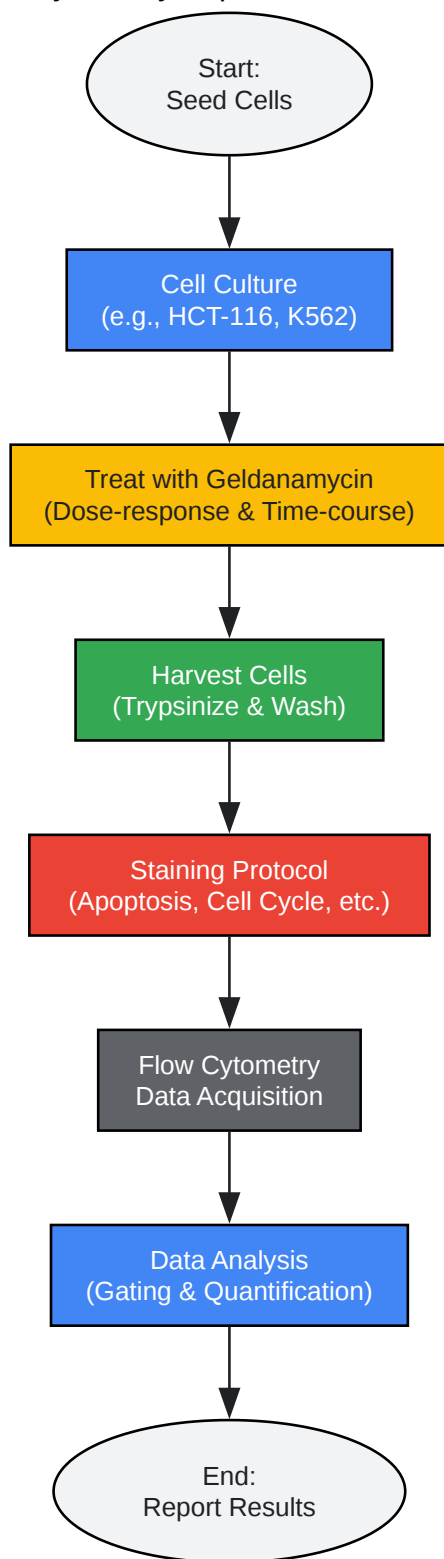 Start:
Seed Cells
Cell Culture
(e.g., HCT-116, K562)
Treat with Geldanamycin
(Dose-response & Time-course)
Harvest Cells
(Trypsinize & Wash)
Staining Protocol
(Apoptosis, Cell Cycle, etc.)
Flow Cytometry
Data Acquisition
Data Analysis
(Gating & Quantification)
End:
Report Results